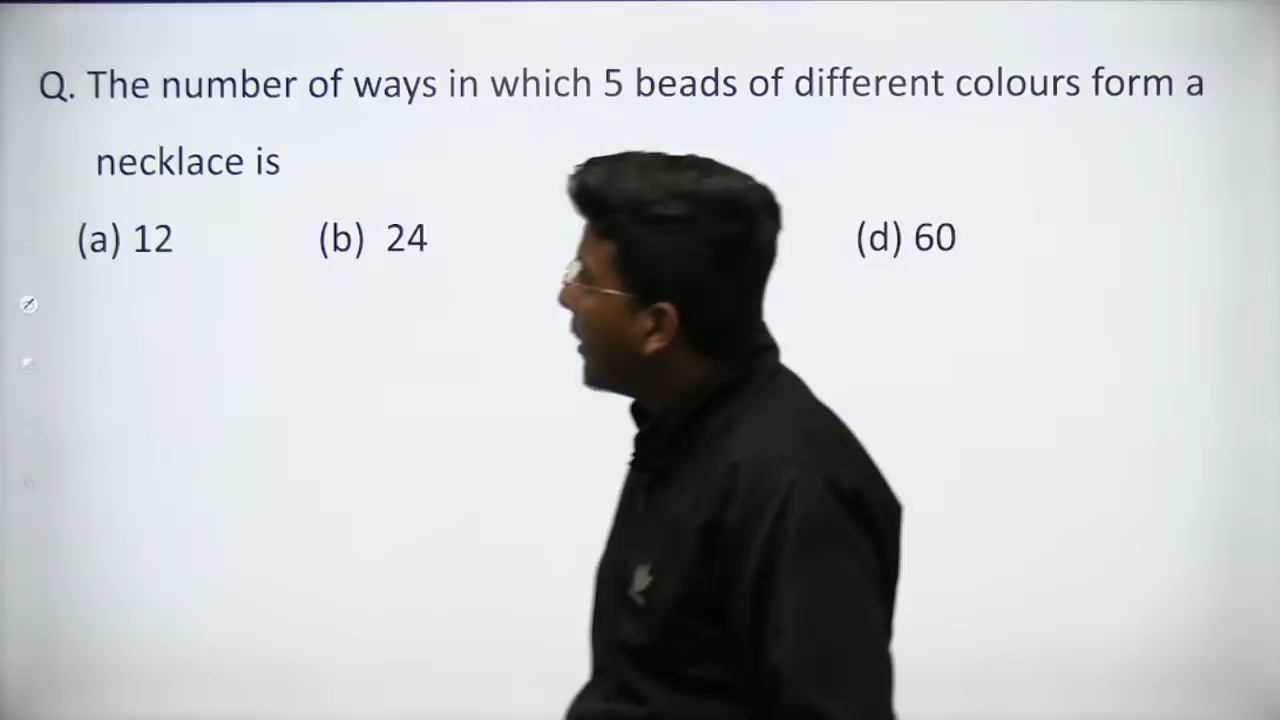 Q. The number of ways in which 5 beads of different colours form a
necklace is
(a) 12 (b) 24 (d) 60